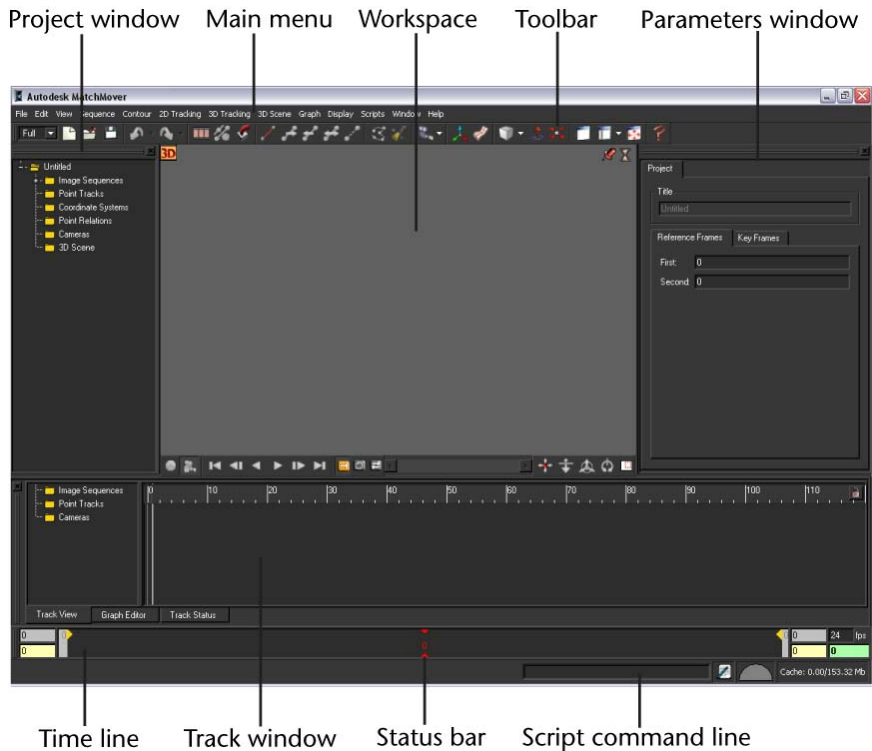 Project window Main menu Workspace Toolbar Parameters window
Autodesk MatchMover
File Edit View Sequence Contour 2D Tracking 3D Tracking 3D Scene Graph Display Scripts Window Help
Full
3D
Untitled
Image Sequences
Point Tracks
Coordinate Systems
Point Relations
Cameras
3D Scene
Project
Title
Untitled
Reference Frames Key Frames
First: 0
Second: 0
Image Sequences
Point Tracks
Cameras
0 10 20 30 40 50 60 70 80 90 100 110
Track View Graph Editor Track Status
0 0 0 0 24 fps
0 0 0 0
Cache: 0.00/153.32 Mb
Time line Track window Status bar Script command line